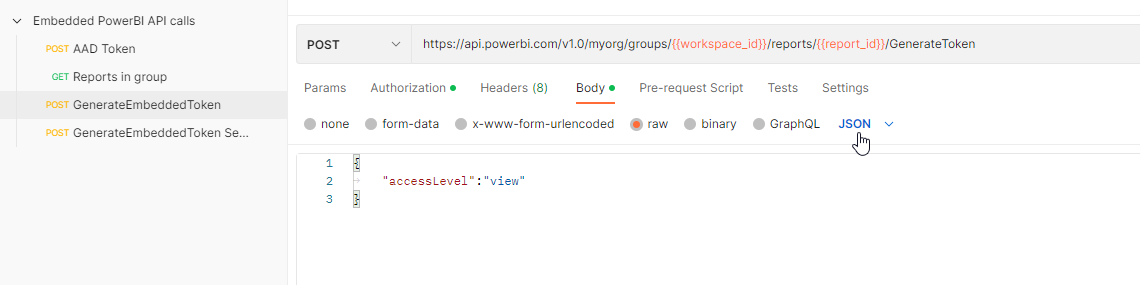 Embedded PowerBI API calls
POST AAD Token
GET Reports in group
POST GenerateEmbeddedToken
POST GenerateEmbeddedToken Se...
POST https://api.powerbi.com/v1.0/myorg/groups/{{workspace_id}}/reports/{{report_id}}/GenerateToken
Params Authorization Headers (8) Body Pre-request Script Tests Settings
none form-data x-www-form-urlencoded raw binary GraphQL JSON
1 {
2 "accessLevel":"view"
3 }